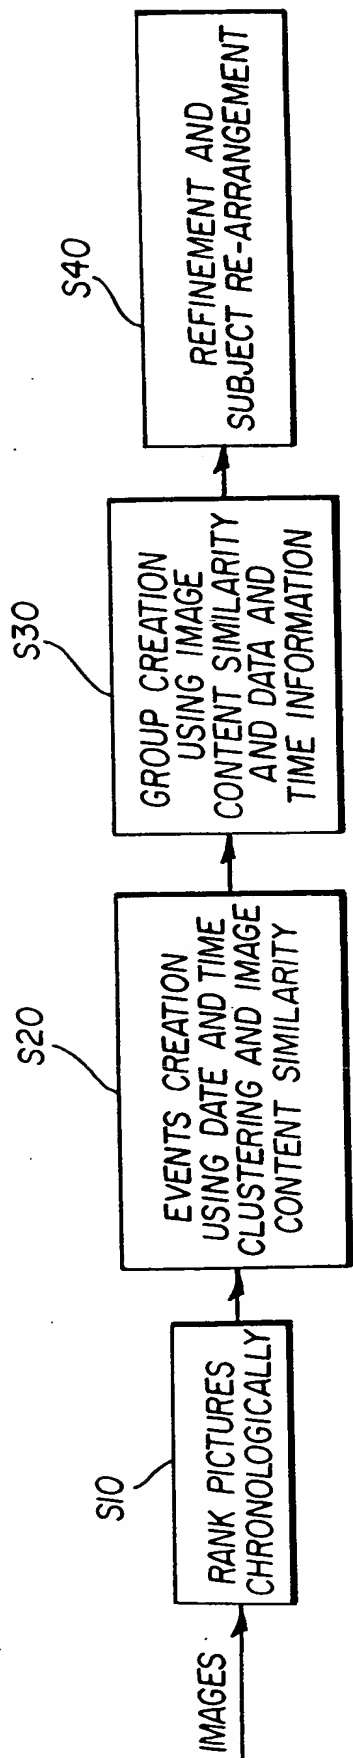 IMAGES
S10
RANK PICTURES
CHRONOLOGICALLY
S20
EVENTS CREATION
USING DATE AND TIME
CLUSTERING AND IMAGE
CONTENT SIMILARITY
S30
GROUP CREATION
USING IMAGE
CONTENT SIMILARITY
AND DATA AND
TIME INFORMATION
S40
REFINEMENT AND
SUBJECT RE-ARRANGEMENT